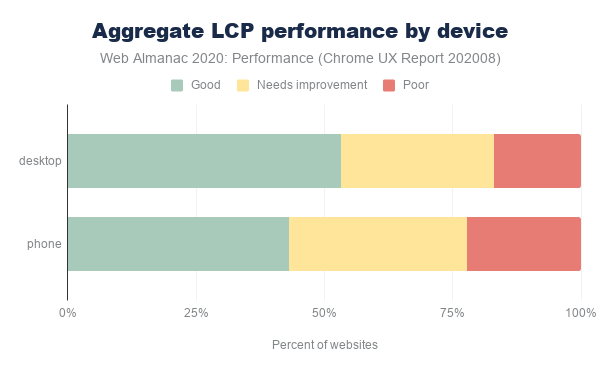 Aggregate LCP performance by device
Web Almanac 2020: Performance (Chrome UX Report 202008)
Good Needs improvement Poor
desktop
phone
0% 25% 50% 75% 100%
Percent of websites